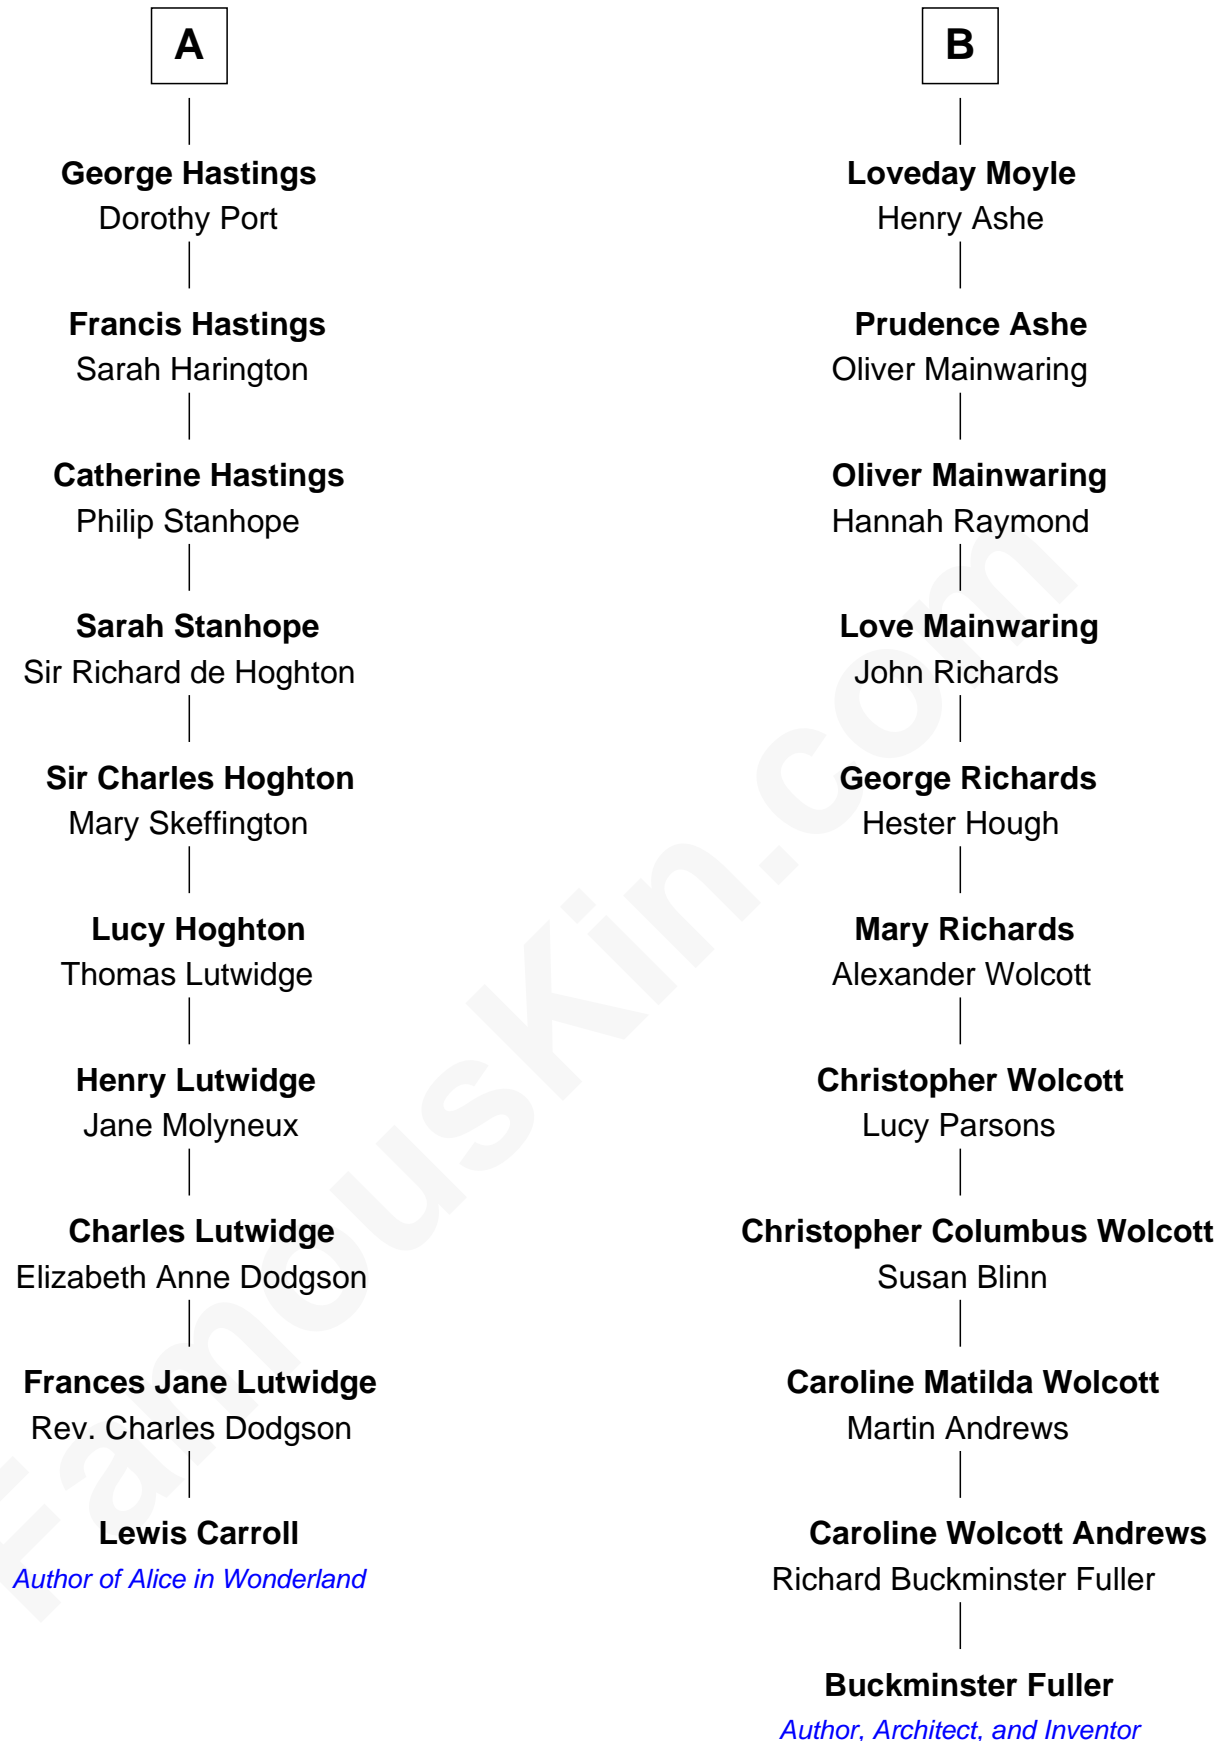 A
George Hastings
Dorothy Port
Francis Hastings
Sarah Harington
Catherine Hastings
Philip Stanhope
Sarah Stanhope
Sir Richard de Hoghton
Sir Charles Hoghton
Mary Skeffington
Lucy Hoghton
Thomas Lutwidge
Henry Lutwidge
Jane Molyneux
Charles Lutwidge
Elizabeth Anne Dodgson
Frances Jane Lutwidge
Rev. Charles Dodgson
Lewis Carroll
Author of Alice in Wonderland
B
Loveday Moyle
Henry Ashe
Prudence Ashe
Oliver Mainwaring
Oliver Mainwaring
Hannah Raymond
Love Mainwaring
John Richards
George Richards
Hester Hough
Mary Richards
Alexander Wolcott
Christopher Wolcott
Lucy Parsons
Christopher Columbus Wolcott
Susan Blinn
Caroline Matilda Wolcott
Martin Andrews
Caroline Wolcott Andrews
Richard Buckminster Fuller
Buckminster Fuller
Author, Architect, and Inventor
FamousKin.com